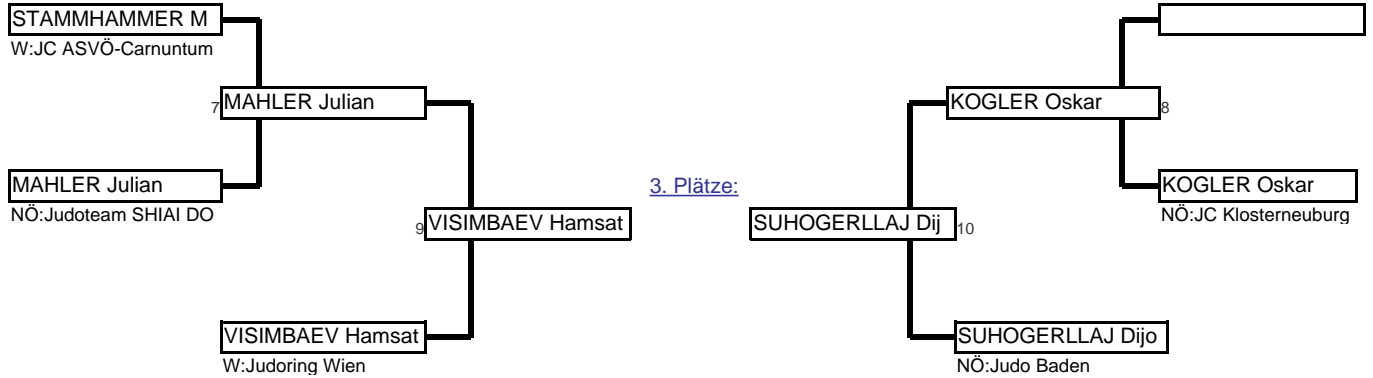 STAMMHAMMER M
W:JC ASVÖ-Carnuntum
7 MAHLER Julian
KOGLER Oskar 8
MAHLER Julian
NÖ:Judoteam SHIAI DO
3. Plätze:
KOGLER Oskar
NÖ:JC Klosterneuburg
9 VISIMBAEV Hamsat
SUHOGERLLAJ Dij 10
VISIMBAEV Hamsat
W:Judoring Wien
SUHOGERLLAJ Dijo
NÖ:Judo Baden